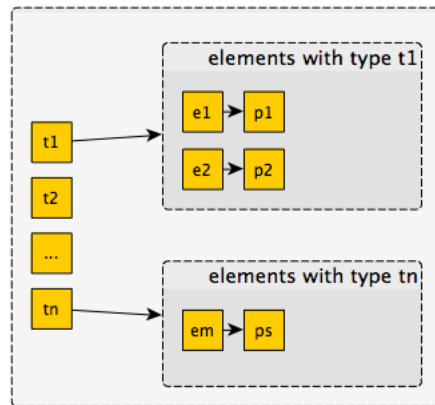 elements with type t1
e1 p1
t1
e2 p2
t2
...
elements with type tn
tn
em ps